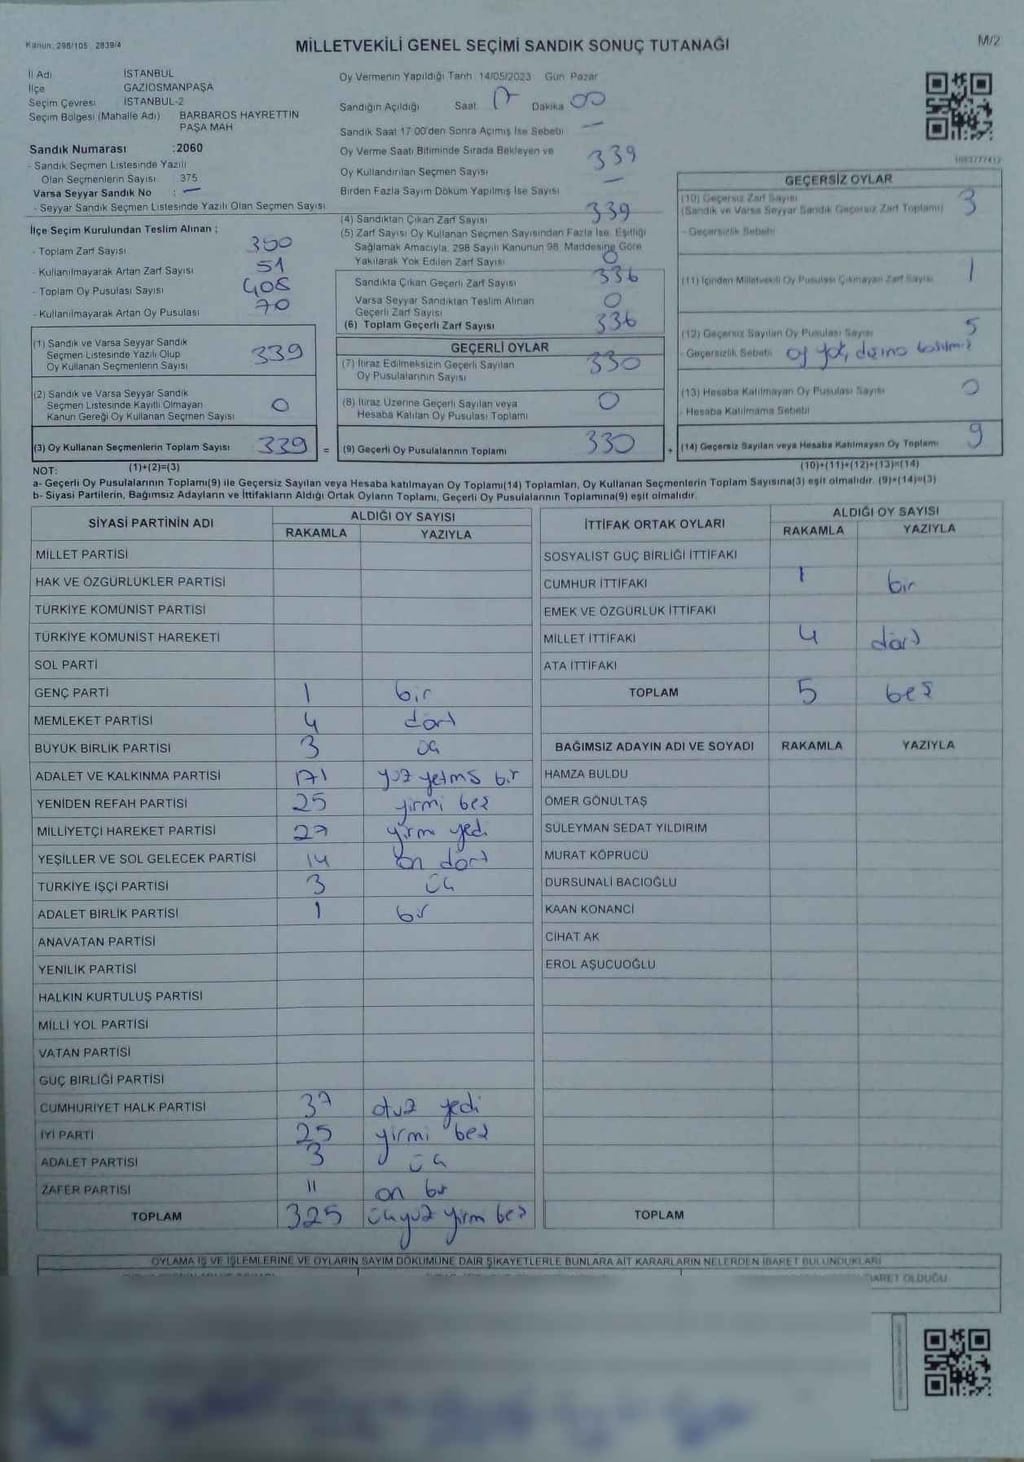 Kanun: 298/105 2839/4
MİLLETVEKİLİ GENEL SEÇİMİ SANDIK SONUÇ TUTANAĞI
M/2
İl Adı İSTANBUL
İlçe GAZİOSMANPAŞA
Seçim Çevresi İSTANBUL-2
Seçim Bölgesi (Mahalle Adı) BARBAROS HAYRETTİN
PAŞA MAH
Sandık Numarası :2060
- Sandık Seçmen Listesinde Yazılı
Olan Seçmenlerin Sayısı 375
Varsa Seyyar Sandık No : —
- Seyyar Sandık Seçmen Listesinde Yazılı Olan Seçmen Sayısı
İlçe Seçim Kurulundan Teslim Alınan ;
- Toplam Zarf Sayısı 390
- Kullanılmayarak Artan Zarf Sayısı 51
- Toplam Oy Pusulası Sayısı 408
- Kullanılmayarak Artan Oy Pusulası 70
(1) Sandık ve Varsa Seyyar Sandık
Seçmen Listesinde Yazılı Olup
Oy Kullanan Seçmenlerin Sayısı 339
(2) Sandık ve Varsa Seyyar Sandık
Seçmen Listesinde Kayıtlı Olmayan
Kanun Gereği Oy Kullanan Seçmen Sayısı 0
(3) Oy Kullanan Seçmenlerin Toplam Sayısı 339 =
Oy Vermenin Yapıldığı Tarih 14/05/2023 Gün Pazar
Sandığın Açıldığı Saat 17 Dakika 00
Sandık Saat 17 00'den Sonra Açımış İse Sebebi —
Oy Verme Saati Bitiminde Sırada Bekleyen ve
Oy Kullandırılan Seçmen Sayısı 339
Birden Fazla Sayım Döküm Yapılmış İse Sayısı —
(4) Sandıktan Çıkan Zarf Sayısı 339
(5) Zarf Sayısı Oy Kullanan Seçmen Sayısından Fazla İse, Eşitliği
Sağlamak Amacıyla, 298 Sayılı Kanunun 98. Maddesine Göre
Yakılarak Yok Edilen Zarf Sayısı 0
Sandıkta Çıkan Geçerli Zarf Sayısı 336
Varsa Seyyar Sandıktan Teslim Alınan
Geçerli Zarf Sayısı 0
(6) Toplam Geçerli Zarf Sayısı 336
GEÇERLİ OYLAR
(7) İtiraz Edilmeksizin Geçerli Sayılan
Oy Pusulalarının Sayısı 330
(8) İtiraz Üzerine Geçerli Sayılan veya
Hesaba Katılan Oy Pusulası Toplamı 0
(9) Geçerli Oy Pusulalarının Toplamı 330 +
GEÇERSİZ OYLAR
(10) Geçersiz Zarf Sayısı
(Sandık ve Varsa Seyyar Sandık Geçersiz Zarf Toplamı) 3
- Geçersizlik Sebebi
(11) İçinden Milletvekili Oy Pusulası Çıkmayan Zarf Sayısı 1
(12) Geçersiz Sayılan Oy Pusulası Sayısı 5
- Geçersizlik Sebebi oy yok, dışına
(13) Hesaba Katılmayan Oy Pusulası Sayısı 0
- Hesaba Katılmama Sebebi
(14) Geçersiz Sayılan veya Hesaba Katılmayan Oy Toplamı 9
NOT: (1)+(2)=(3) (10)+(11)+(12)+(13)=(14)
a- Geçerli Oy Pusulalarının Toplamı(9) ile Geçersiz Sayılan veya Hesaba katılmayan Oy Toplamı(14) Toplamları, Oy Kullanan Seçmenlerin Toplam Sayısına(3) eşit olmalıdır. (9)+(14)=(3)
b- Siyasi Partilerin, Bağımsız Adayların ve İttifakların Aldığı Ortak Oyların Toplamı, Geçerli Oy Pusulalarının Toplamına(9) eşit olmalıdır.
SİYASİ PARTİNİN ADI ALDIĞI OY SAYISI
RAKAMLA YAZIYLA
MİLLET PARTİSİ
HAK VE ÖZGÜRLÜKLER PARTİSİ
TÜRKİYE KOMÜNİST PARTİSİ
TÜRKİYE KOMÜNİST HAREKETİ
SOL PARTİ
GENÇ PARTİ 1 bir
MEMLEKET PARTİSİ 4 dört
BÜYÜK BİRLİK PARTİSİ 3 üç
ADALET VE KALKINMA PARTİSİ 171 yüz yetmş bir
YENİDEN REFAH PARTİSİ 25 yirmi beş
MİLLİYETÇİ HAREKET PARTİSİ 27 yirm yedi
YEŞİLLER VE SOL GELECEK PARTİSİ 14 on dört
TÜRKİYE İŞÇİ PARTİSİ 3 üç
ADALET BİRLİK PARTİSİ 1 bir
ANAVATAN PARTİSİ
YENİLİK PARTİSİ
HALKIN KURTULUŞ PARTİSİ
MİLLİ YOL PARTİSİ
VATAN PARTİSİ
GÜÇ BİRLİĞİ PARTİSİ
CUMHURİYET HALK PARTİSİ 37 otuz yedi
İYİ PARTİ 25 yirmi beş
ADALET PARTİSİ 3 üç
ZAFER PARTİSİ 11 on bir
TOPLAM 325 üçyüz yirm beş
İTTİFAK ORTAK OYLARI ALDIĞI OY SAYISI
RAKAMLA YAZIYLA
SOSYALİST GÜÇ BİRLİĞİ İTTİFAKI
CUMHUR İTTİFAKI 1 bir
EMEK VE ÖZGÜRLÜK İTTİFAKI
MİLLET İTTİFAKI 4 dört
ATA İTTİFAKI
TOPLAM 5 beş
BAĞIMSIZ ADAYIN ADI VE SOYADI RAKAMLA YAZIYLA
HAMZA BULDU
ÖMER GÖNÜLTAŞ
SÜLEYMAN SEDAT YILDIRIM
MURAT KÖPRÜCÜ
DURSUNALİ BACIOĞLU
KAAN KONANCİ
CİHAT AK
EROL AŞUCUOĞLU
TOPLAM
OYLAMA İŞ VE İŞLEMLERİNE VE OYLARIN SAYIM DÖKÜMÜNE DAİR ŞİKAYETLERLE BUNLARA AİT KARARLARIN NELERDEN İBARET BULUNDUKLARI
OLDUĞU